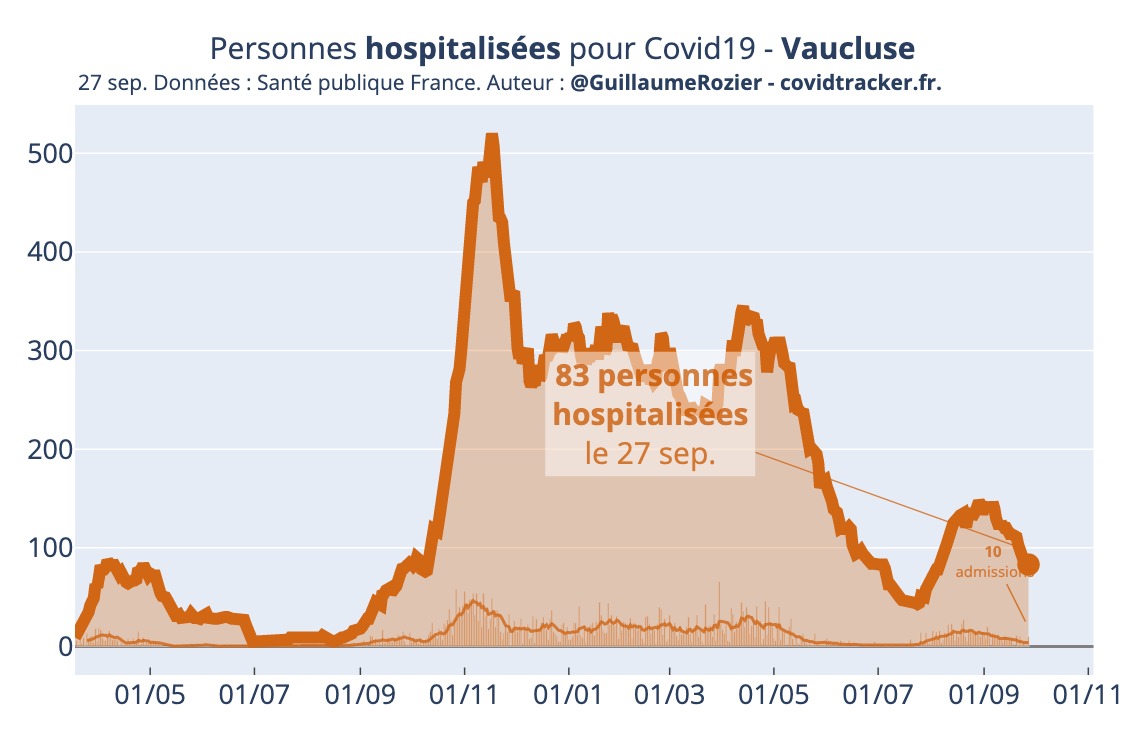 Personnes hospitalisées pour Covid19 - Vaucluse
27 sep. Données : Santé publique France. Auteur : @GuillaumeRozier - covidtracker.fr.
500
400
300
200
100
0
83 personnes
hospitalisées
le 27 sep.
10
admissions
01/05 01/07 01/09 01/11 01/01 01/03 01/05 01/07 01/09 01/11